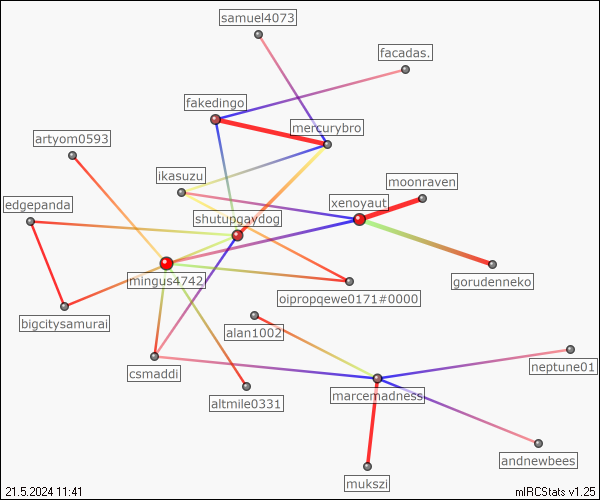 samuel4073
facadas.
fakedingo
mercurybro
artyom0593
ikasuzu
moonraven
xenoyaut
edgepanda
shutupgaydog
mingus4742
gorudenneko
oipropqewe0171#0000
bigcitysamurai
alan1002
csmaddi
neptune01
marcemadness
altmile0331
andnewbees
mukszi
21.5.2024 11:41
mIRCStats v1.25